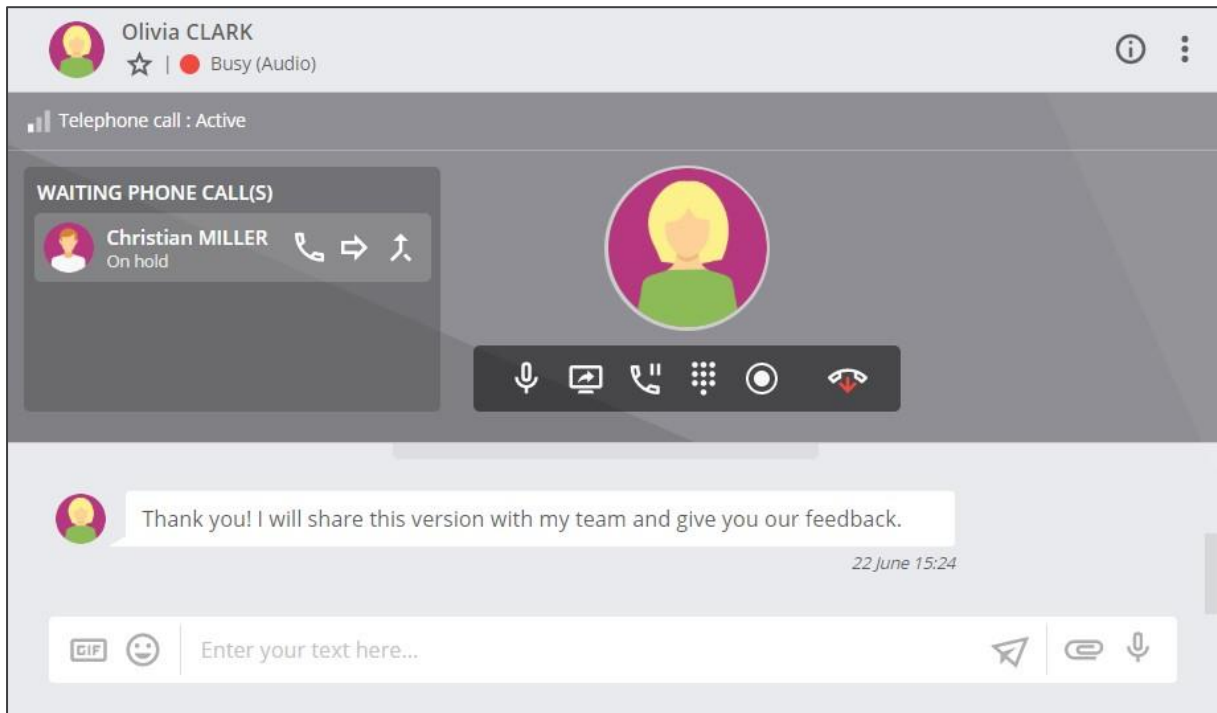 Olivia CLARK
| Busy (Audio)
Telephone call : Active
WAITING PHONE CALL(S)
Christian MILLER
On hold
Thank you! I will share this version with my team and give you our feedback.
22 June 15:24
GIF
Enter your text here...